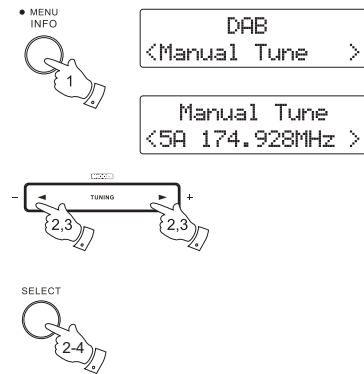 ● MENU
INFO
1
DAB
<Manual Tune >
Manual Tune
<5A 174.928MHz >
- ◄ TUNING ► +
2,3 2,3
SELECT
2-4